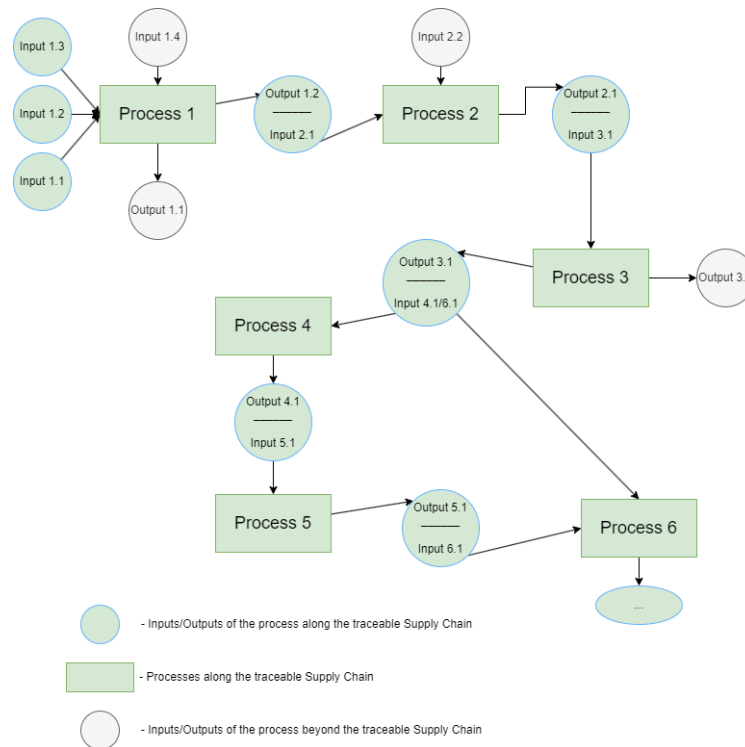 Input 1.3
Input 1.4
Input 2.2
Input 1.2
Process 1
Output 1.2
Input 2.1
Process 2
Output 2.1
Input 3.1
Input 1.1
Output 1.1
Output 3.1
Input 4.1/6.1
Process 3
Output 3.
Process 4
Output 4.1
Input 5.1
Process 5
Output 5.1
Input 6.1
Process 6
...
- Inputs/Outputs of the process along the traceable Supply Chain
- Processes along the traceable Supply Chain
- Inputs/Outputs of the process beyond the traceable Supply Chain